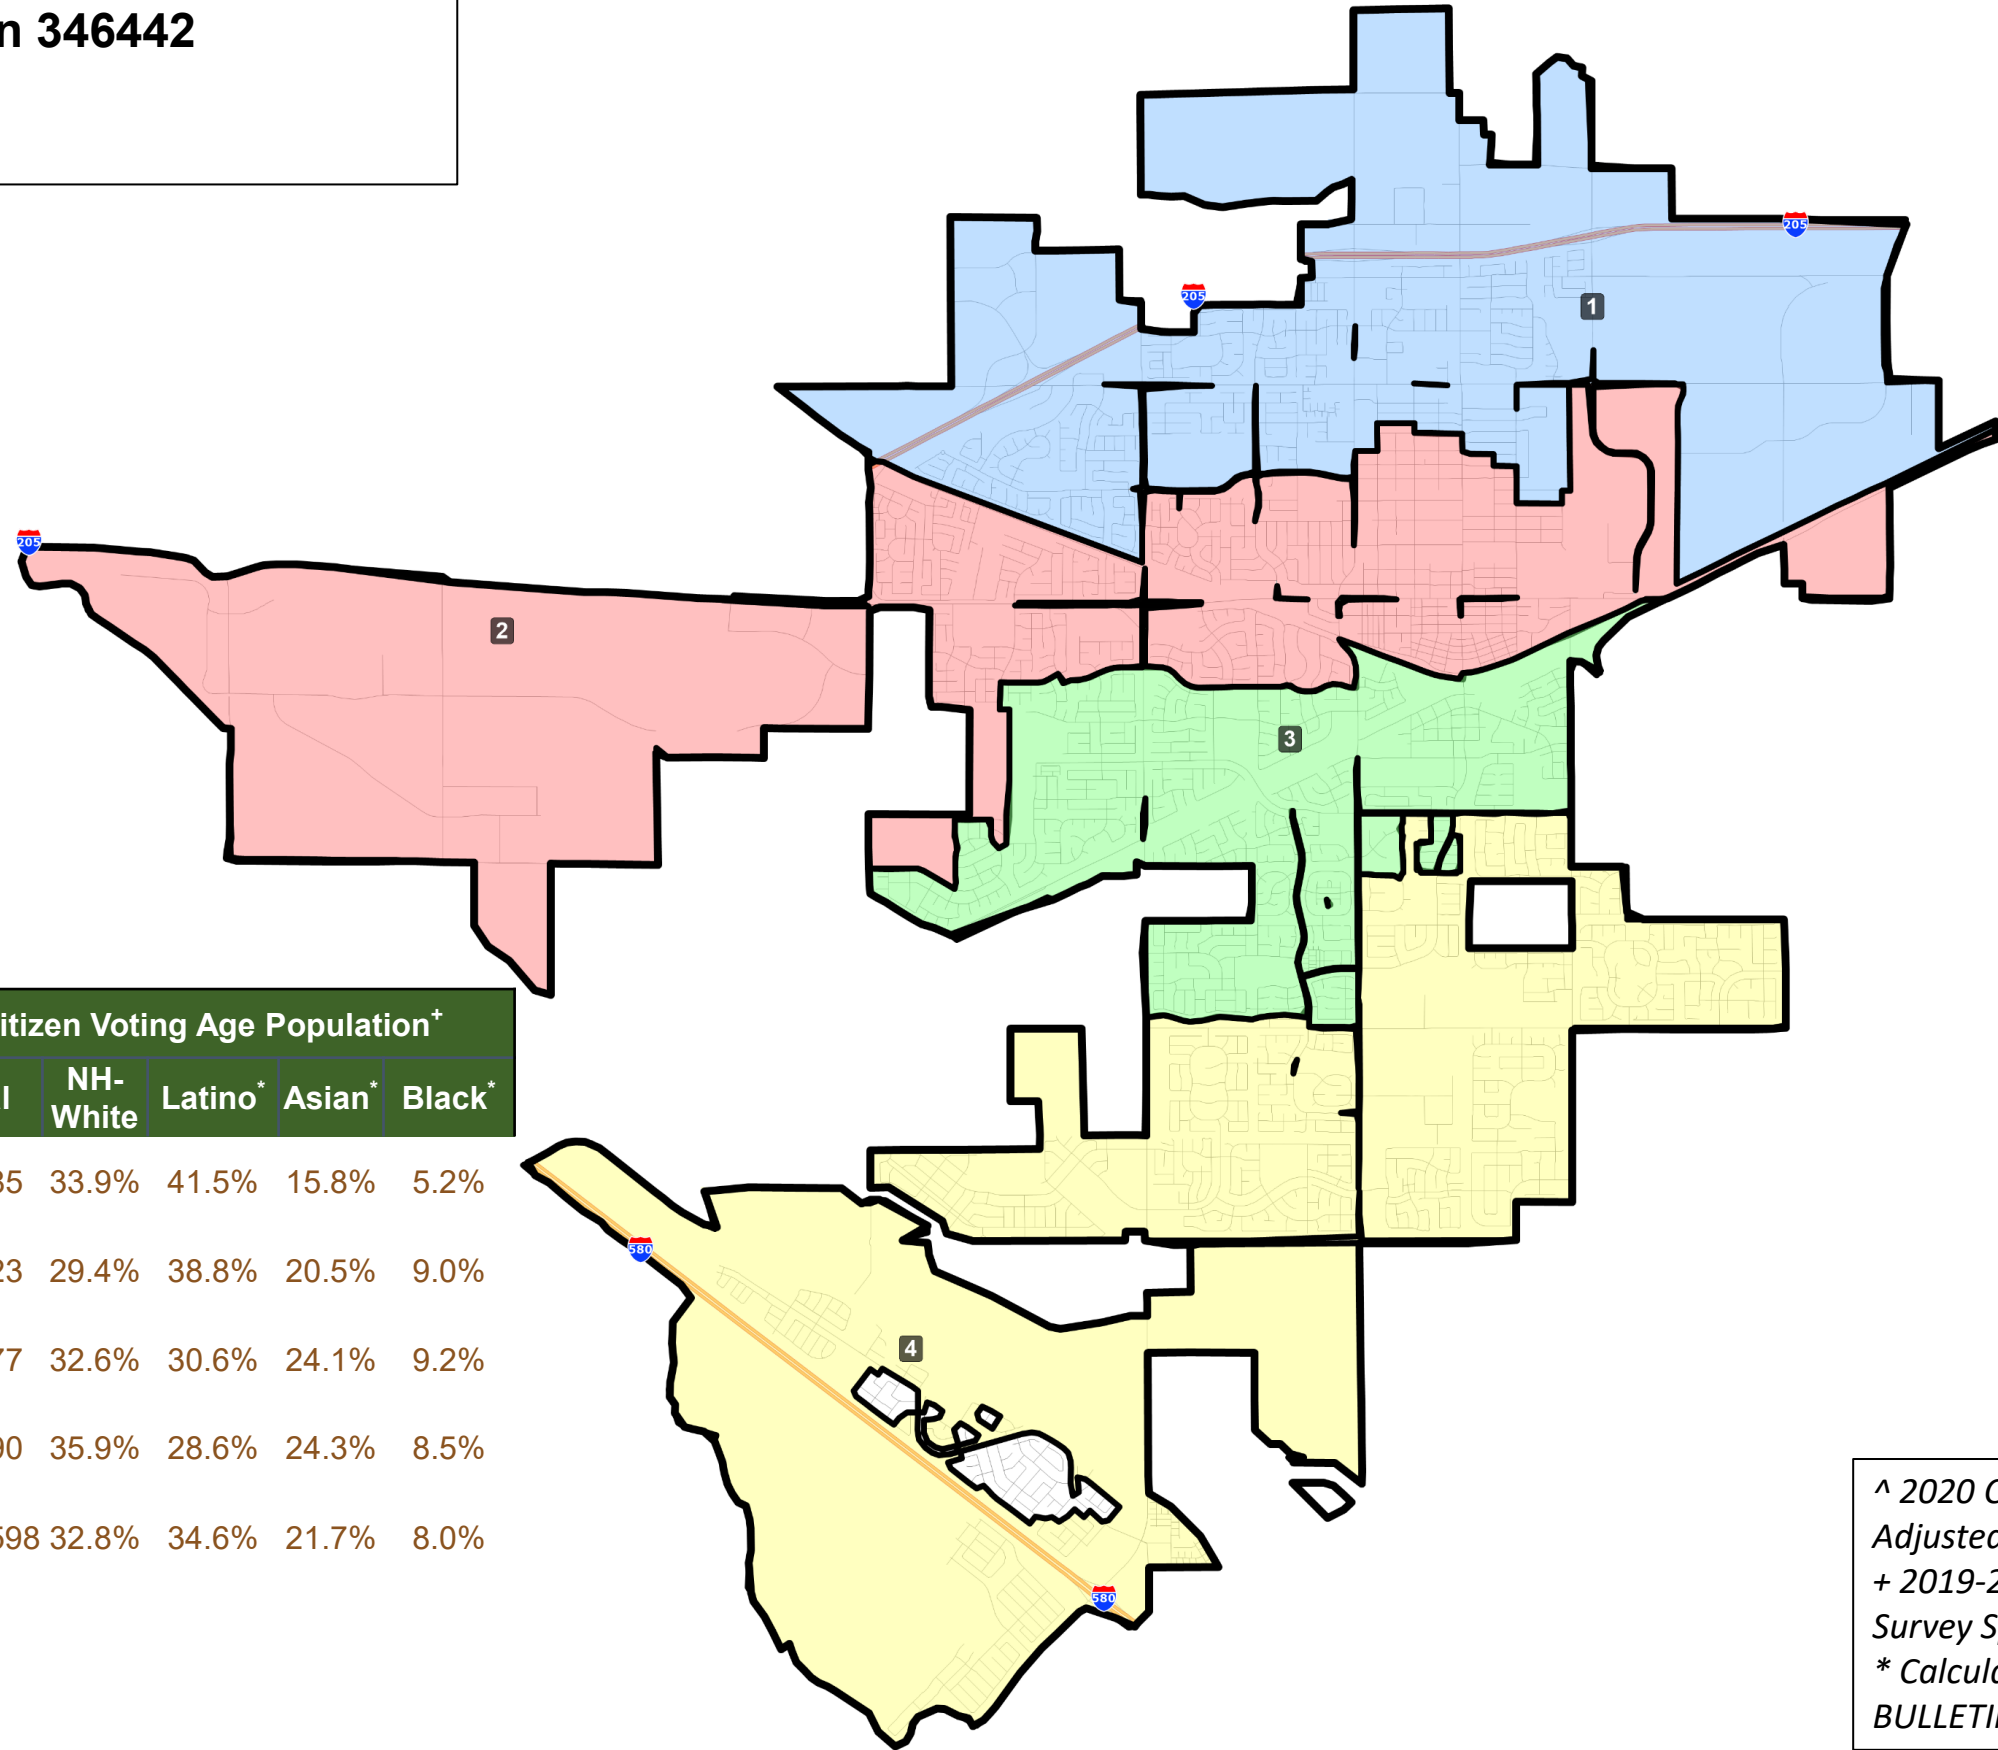 n 346442
205
205
1
205
2
3
itizen Voting Age Population+
l NH-White Latino* Asian* Black*
35 33.9% 41.5% 15.8% 5.2%
23 29.4% 38.8% 20.5% 9.0%
77 32.6% 30.6% 24.1% 9.2%
90 35.9% 28.6% 24.3% 8.5%
598 32.8% 34.6% 21.7% 8.0%
580
4
580
^ 2020 C
Adjusted
+ 2019-2
Survey S
* Calcula
BULLETI